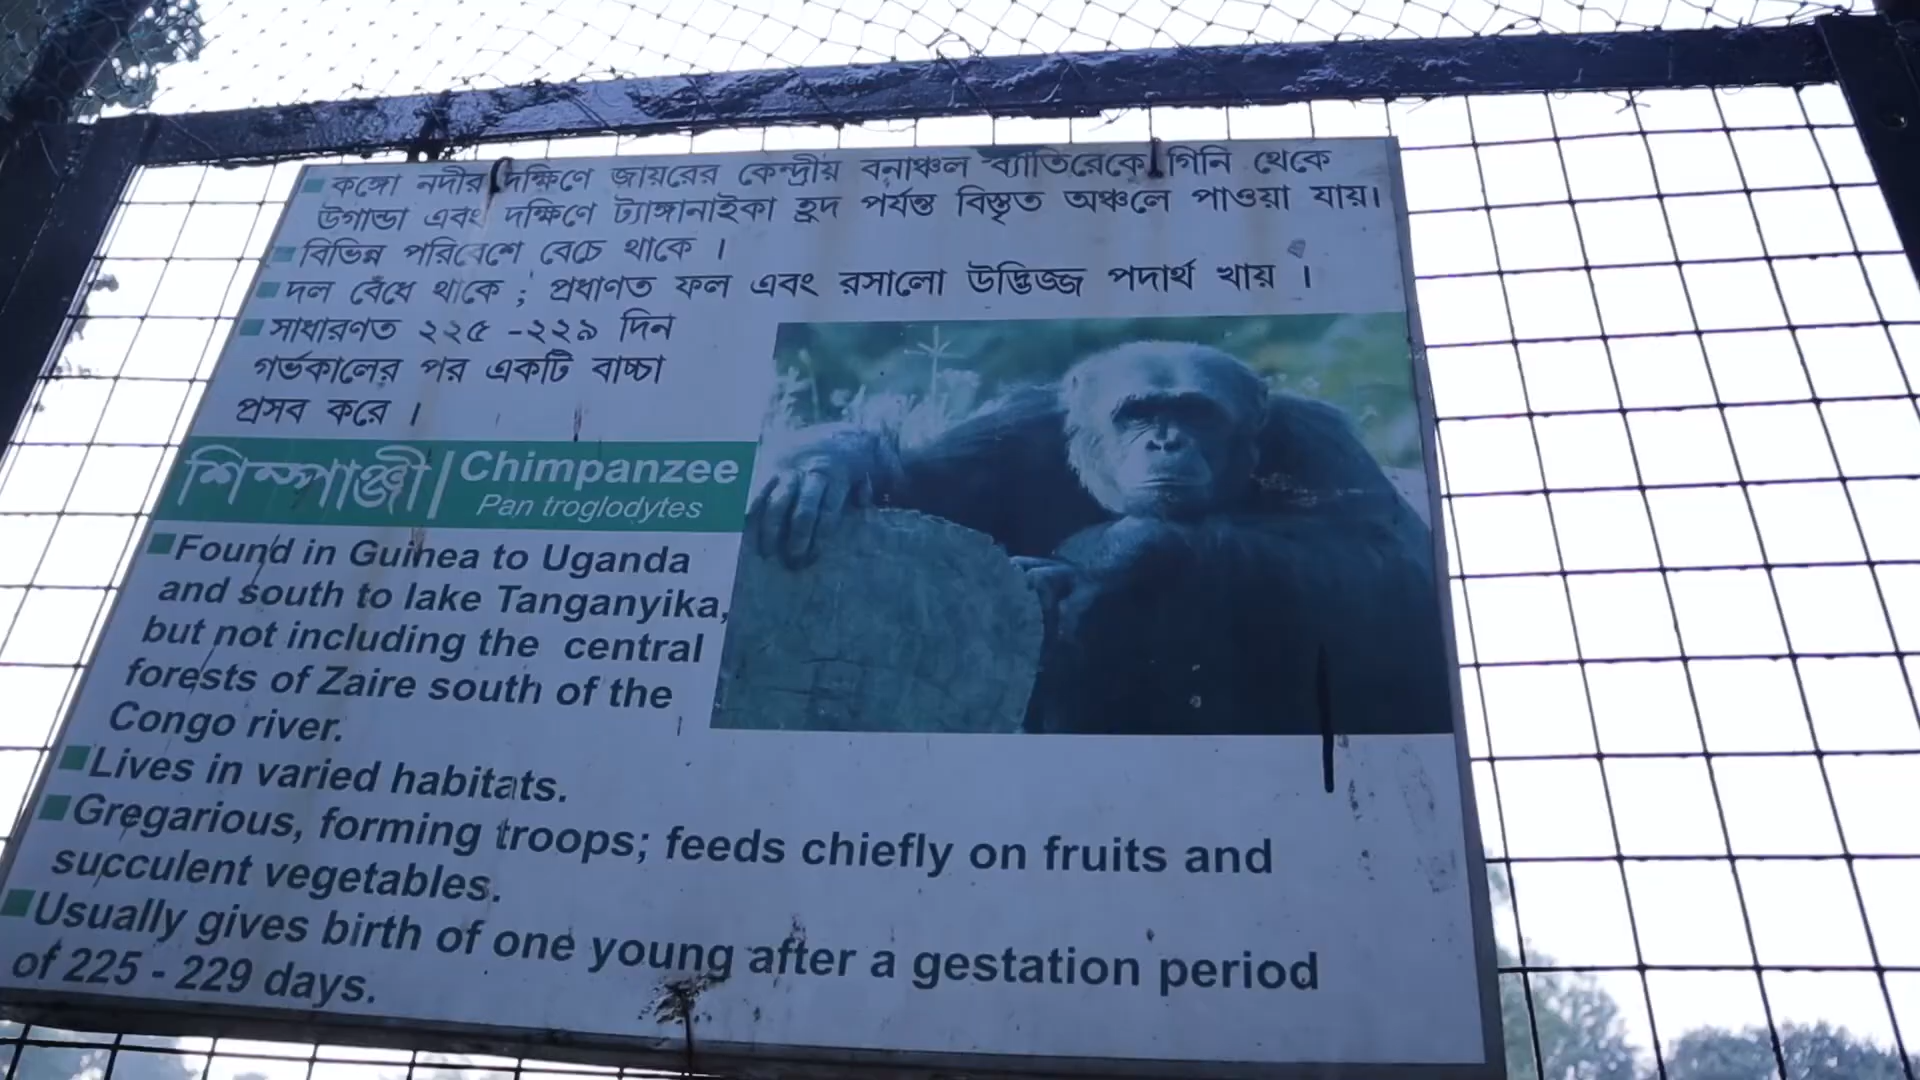 কঙ্গো নদীর দক্ষিণে জায়রের কেন্দ্রীয় বনাঞ্চল ব্যাতিরেকে গিনি থেকে
উগান্ডা এবং দক্ষিণে ট্যাঙ্গানাইকা হ্রদ পর্যন্ত বিস্তৃত অঞ্চলে পাওয়া যায়।
বিভিন্ন পরিবেশে বেচে থাকে ।
দল বেঁধে থাকে ; প্রধাণত ফল এবং রসালো উদ্ভিজ্জ পদার্থ খায় ।
সাধারণত ২২৫ -২২৯ দিন
গর্ভকালের পর একটি বাচ্চা
প্রসব করে ।
শিম্পাঞ্জী | Chimpanzee
Pan troglodytes
Found in Guinea to Uganda
and south to lake Tanganyika,
but not including the central
forests of Zaire south of the
Congo river.
Lives in varied habitats.
Gregarious, forming troops; feeds chiefly on fruits and
succulent vegetables.
Usually gives birth of one young after a gestation period
of 225 - 229 days.